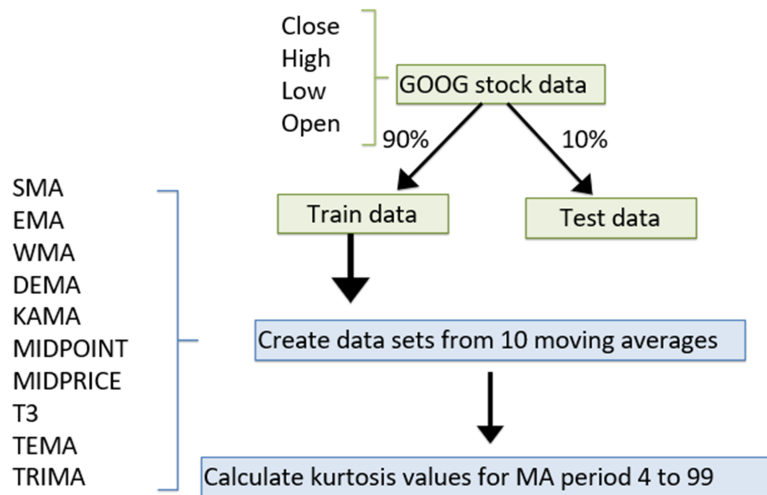 Close
High
Low
Open
GOOG stock data
90%
10%
Train data
Test data
SMA
EMA
WMA
DEMA
KAMA
MIDPOINT
MIDPRICE
T3
TEMA
TRIMA
Create data sets from 10 moving averages
Calculate kurtosis values for MA period 4 to 99